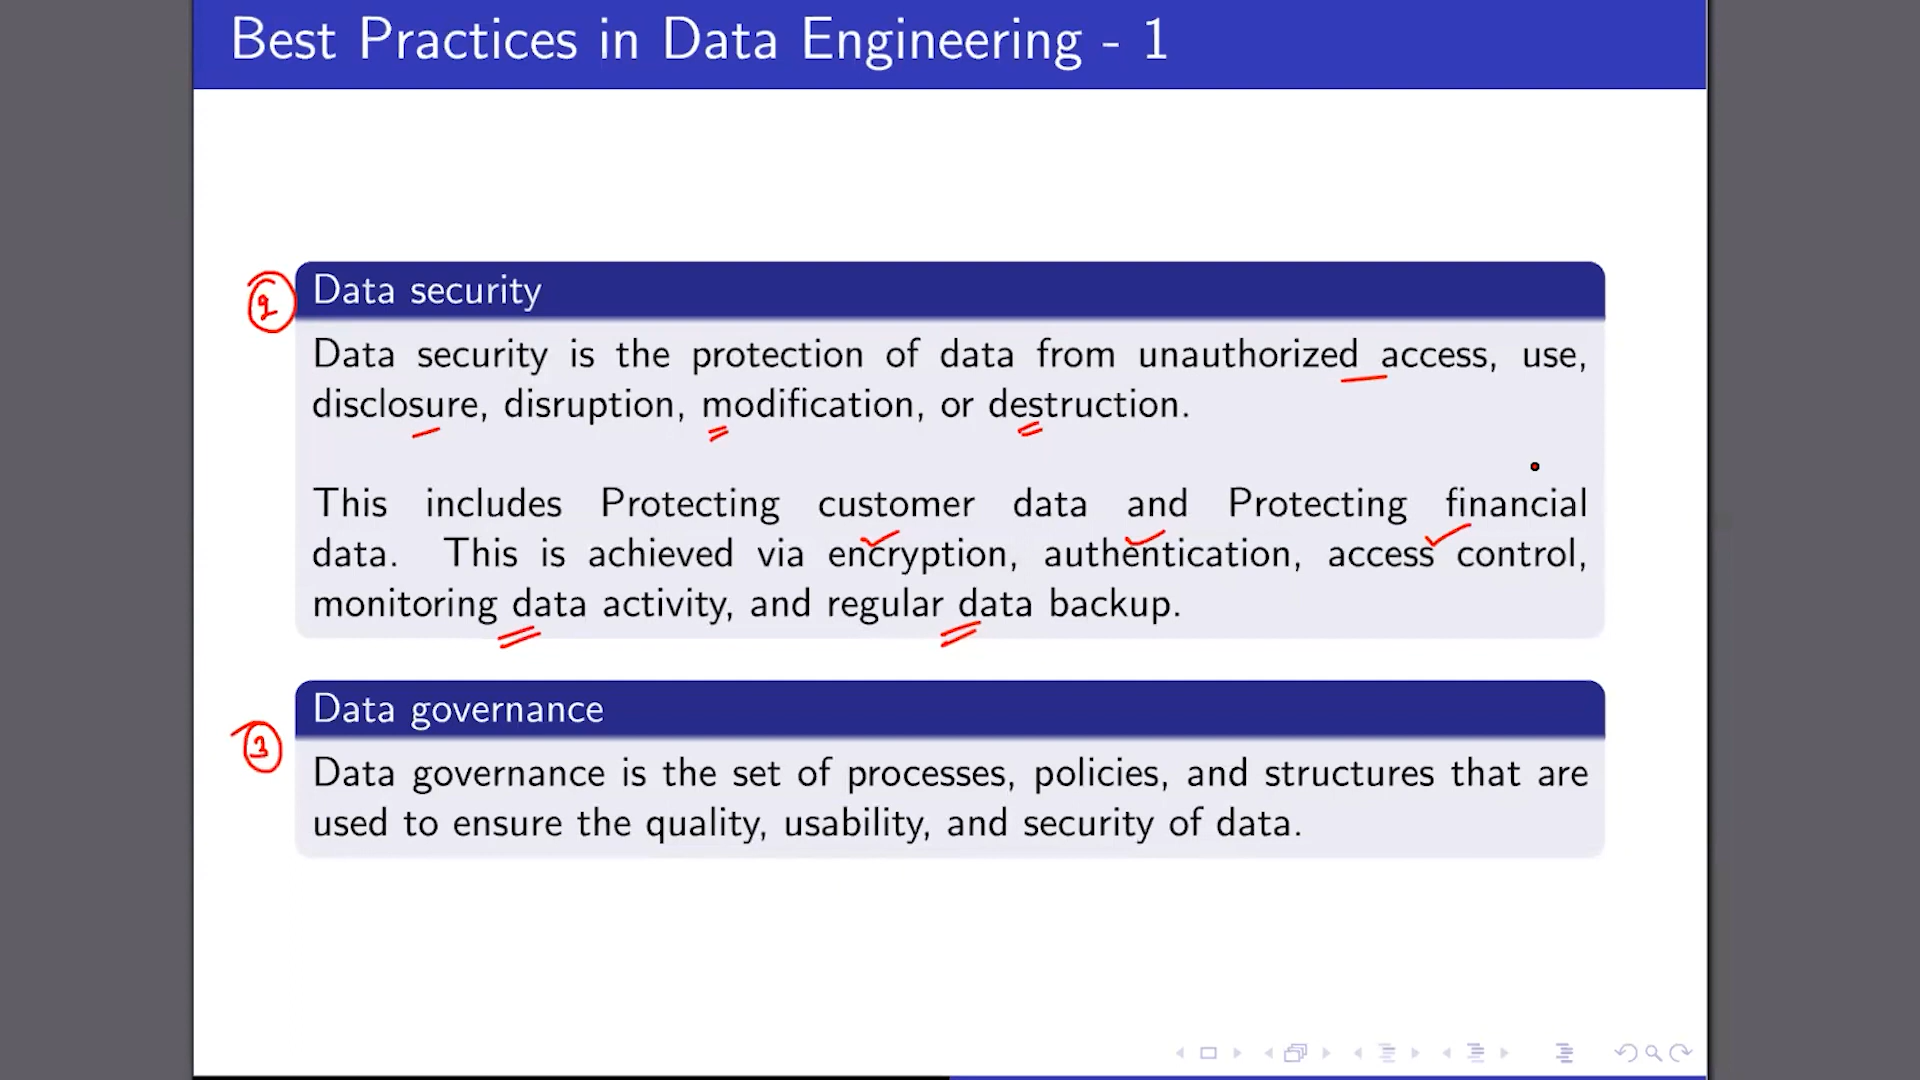 Best Practices in Data Engineering - 1
2
Data security
Data security is the protection of data from unauthorized access, use,
disclosure, disruption, modification, or destruction.
This includes Protecting customer data and Protecting financial
data. This is achieved via encryption, authentication, access control,
monitoring data activity, and regular data backup.
3
Data governance
Data governance is the set of processes, policies, and structures that are
used to ensure the quality, usability, and security of data.